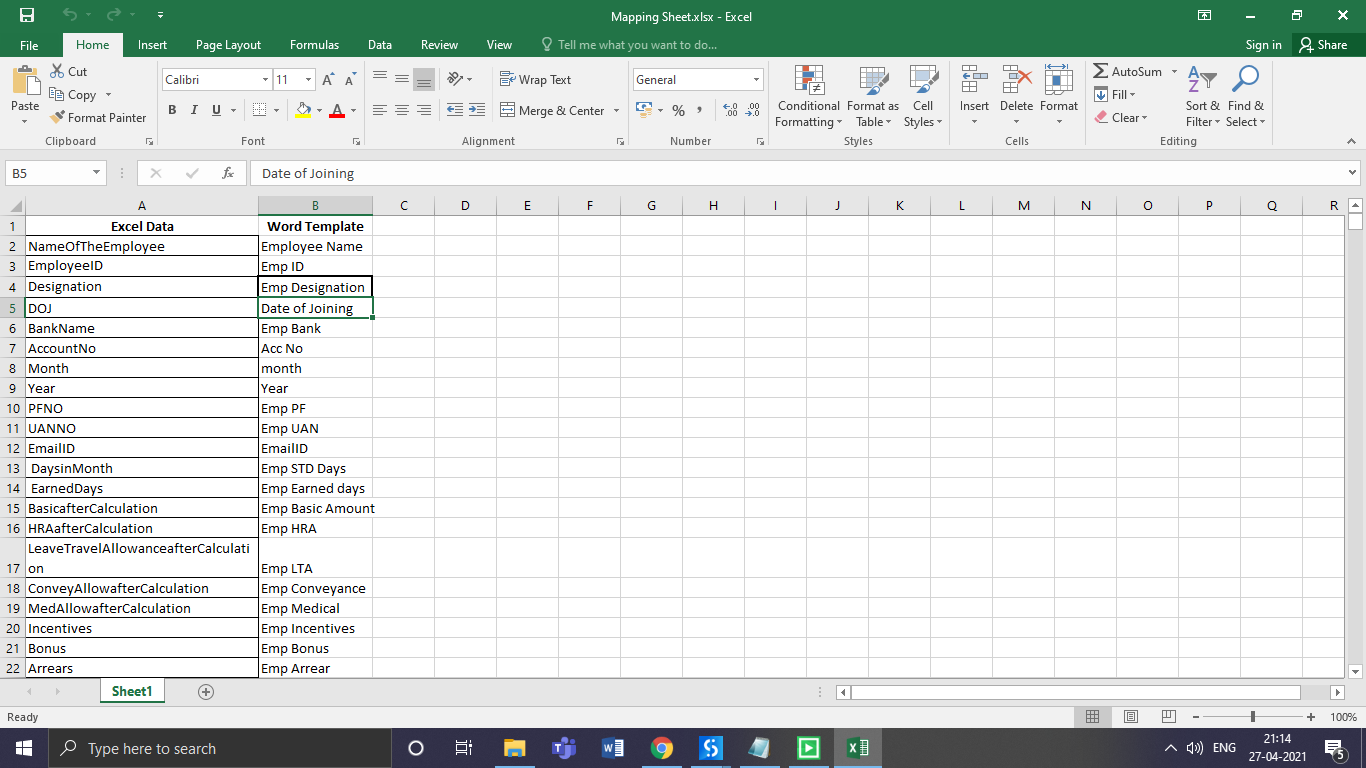 Mapping Sheet.xlsx - Excel
File Home Insert Page Layout Formulas Data Review View Tell me what you want to do... Sign in Share
Paste
Cut
Copy
Format Painter
Clipboard
Calibri 11
B I U
Font
Wrap Text
Merge & Center
Alignment
General
%
Number
Conditional Formatting
Format as Table
Cell Styles
Styles
Insert Delete Format
Cells
AutoSum
Fill
Clear
Sort & Filter
Find & Select
Editing
B5 fx Date of Joining
A B C D E F G H I J K L M N O P Q R
1 Excel Data Word Template
2 NameOfTheEmployee Employee Name
3 EmployeeID Emp ID
4 Designation Emp Designation
5 DOJ Date of Joining
6 BankName Emp Bank
7 AccountNo Acc No
8 Month month
9 Year Year
10 PFNO Emp PF
11 UANNO Emp UAN
12 EmailID EmailID
13 DaysinMonth Emp STD Days
14 EarnedDays Emp Earned days
15 BasicafterCalculation Emp Basic Amount
16 HRAafterCalculation Emp HRA
LeaveTravelAllowanceafterCalculati
17 on Emp LTA
18 ConveyAllowafterCalculation Emp Conveyance
19 MedAllowafterCalculation Emp Medical
20 Incentives Emp Incentives
21 Bonus Emp Bonus
22 Arrears Emp Arrear
Sheet1
Ready 100%
Type here to search
ENG
21:14
27-04-2021
5